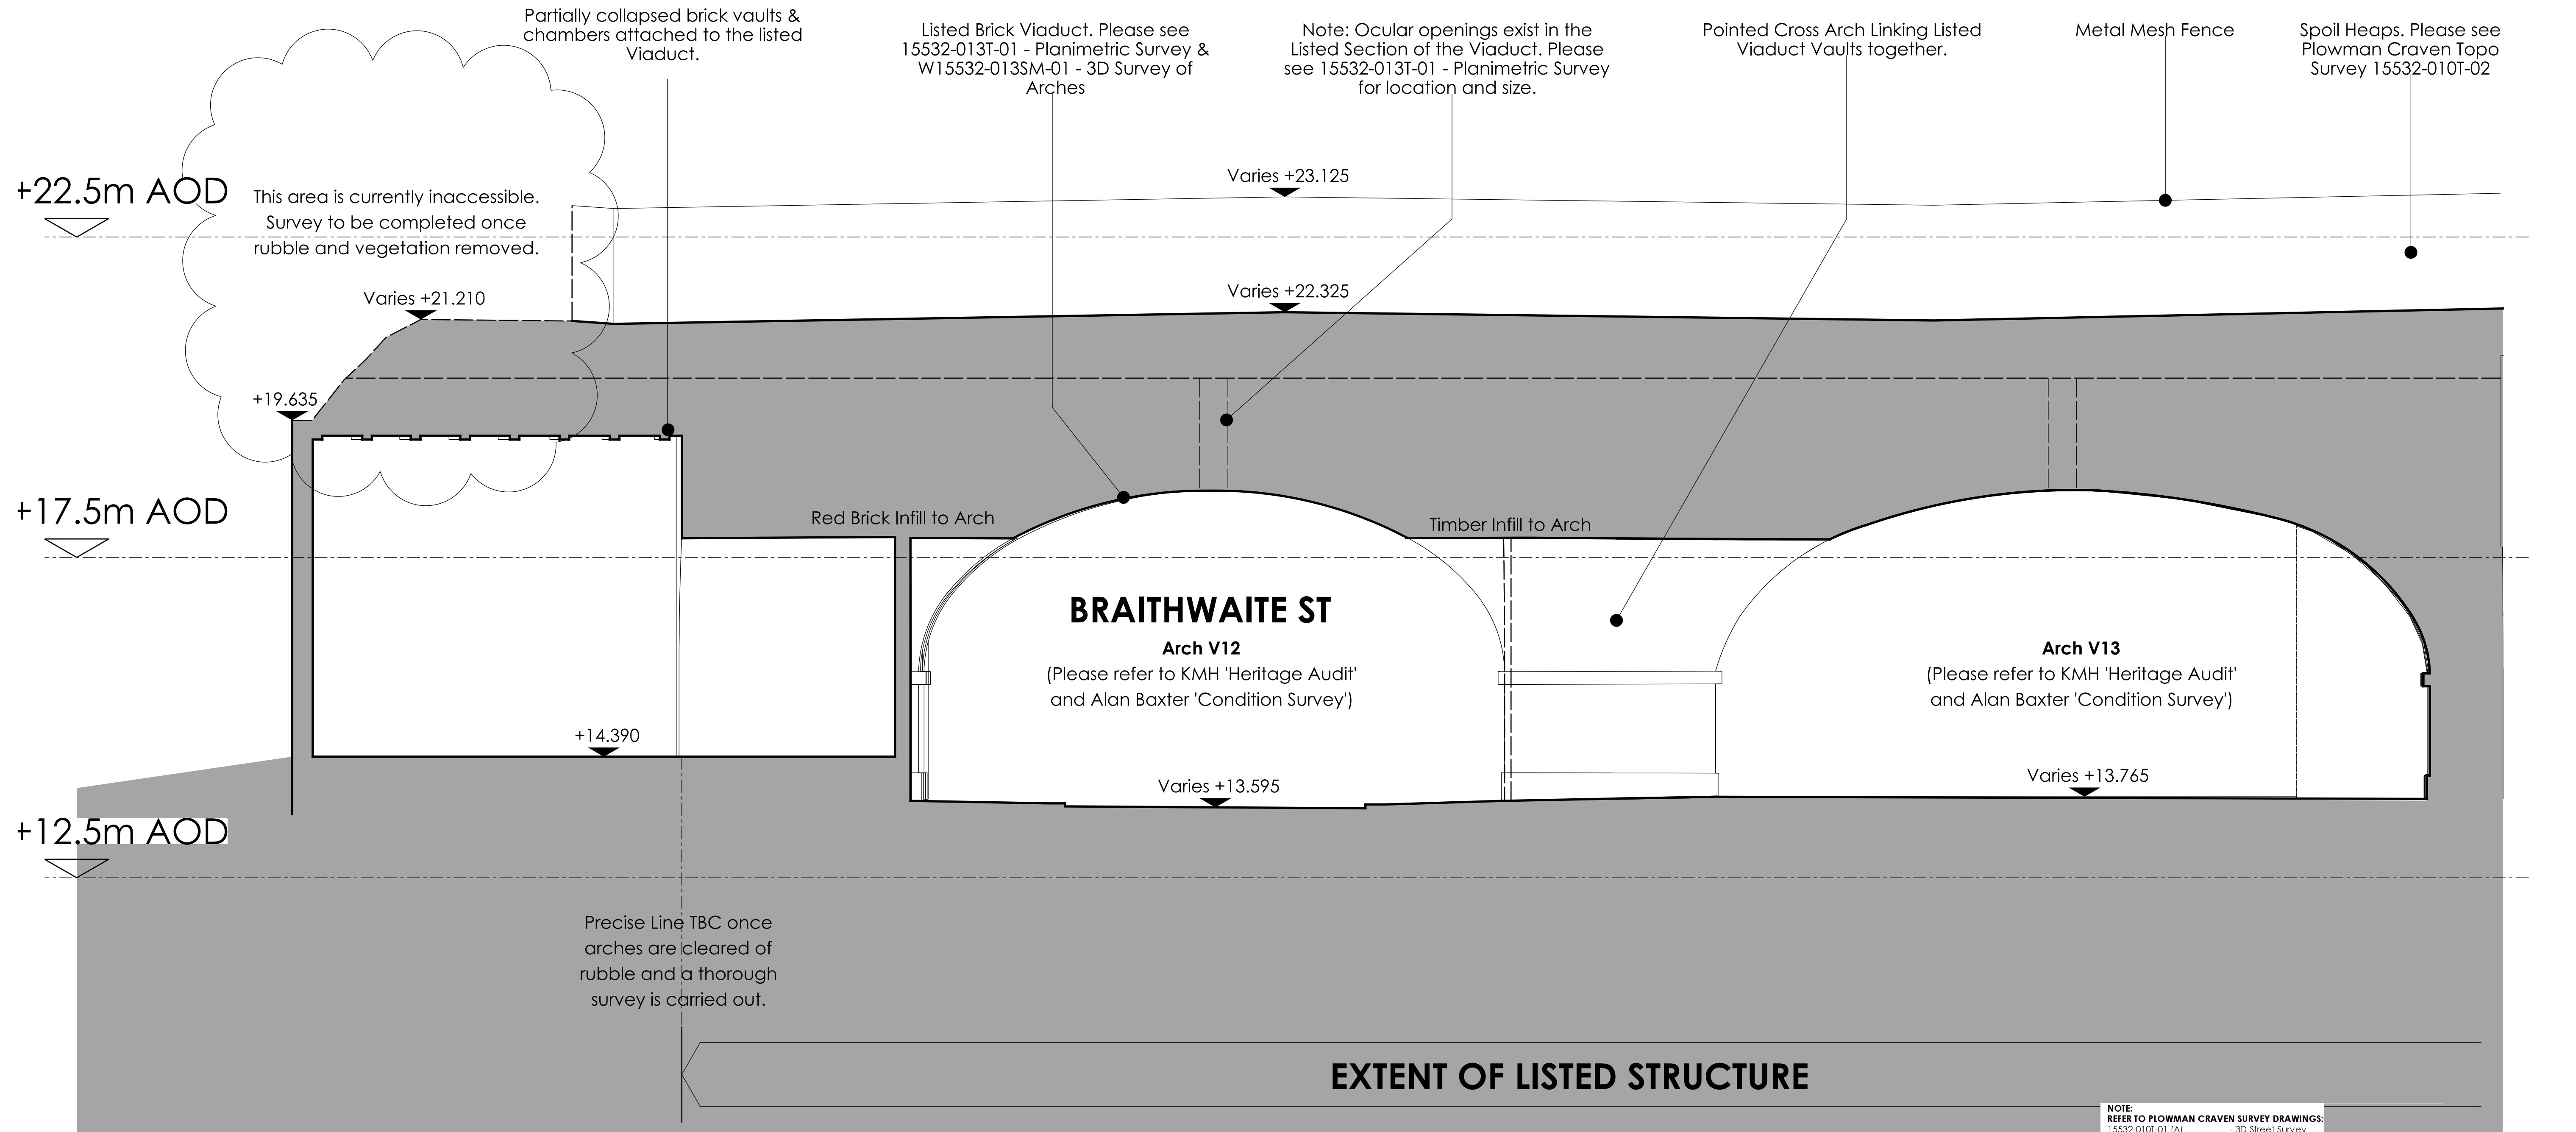 Partially collapsed brick vaults &
chambers attached to the listed
Viaduct.
Listed Brick Viaduct. Please see
15532-013T-01 - Planimetric Survey &
W15532-013SM-01 - 3D Survey of
Arches
Note: Ocular openings exist in the
Listed Section of the Viaduct. Please
see 15532-013T-01 - Planimetric Survey
for location and size.
Pointed Cross Arch Linking Listed
Viaduct Vaults together.
Metal Mesh Fence
Spoil Heaps. Please see
Plowman Craven Topo
Survey 15532-010T-02
+22.5m AOD
This area is currently inaccessible.
Survey to be completed once
rubble and vegetation removed.
Varies +23.125
Varies +21.210
Varies +22.325
+19.635
+17.5m AOD
Red Brick Infill to Arch
Timber Infill to Arch
BRAITHWAITE ST
Arch V12
(Please refer to KMH 'Heritage Audit'
and Alan Baxter 'Condition Survey')
Arch V13
(Please refer to KMH 'Heritage Audit'
and Alan Baxter 'Condition Survey')
+14.390
Varies +13.595
Varies +13.765
+12.5m AOD
Precise Line TBC once
arches are cleared of
rubble and a thorough
survey is carried out.
EXTENT OF LISTED STRUCTURE
NOTE:
REFER TO PLOWMAN CRAVEN SURVEY DRAWINGS:
15532-010T-01 (A) - 3D Street Survey